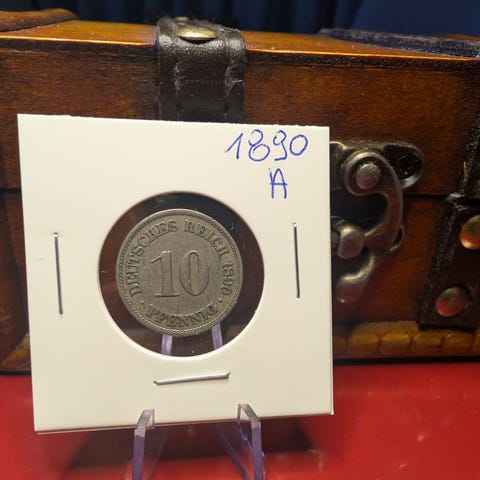 1890
A
DEUTSCHES REICH 1890
10
· PFENNIG ·